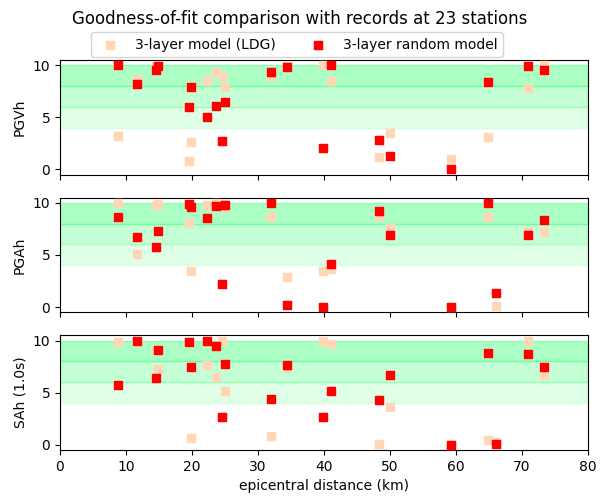 Goodness-of-fit comparison with records at 23 stations
3-layer model (LDG)
3-layer random model
10
5
0
PGVh
10
5
0
PGAh
10
5
0
SAh (1.0s)
0 10 20 30 40 50 60 70 80
epicentral distance (km)